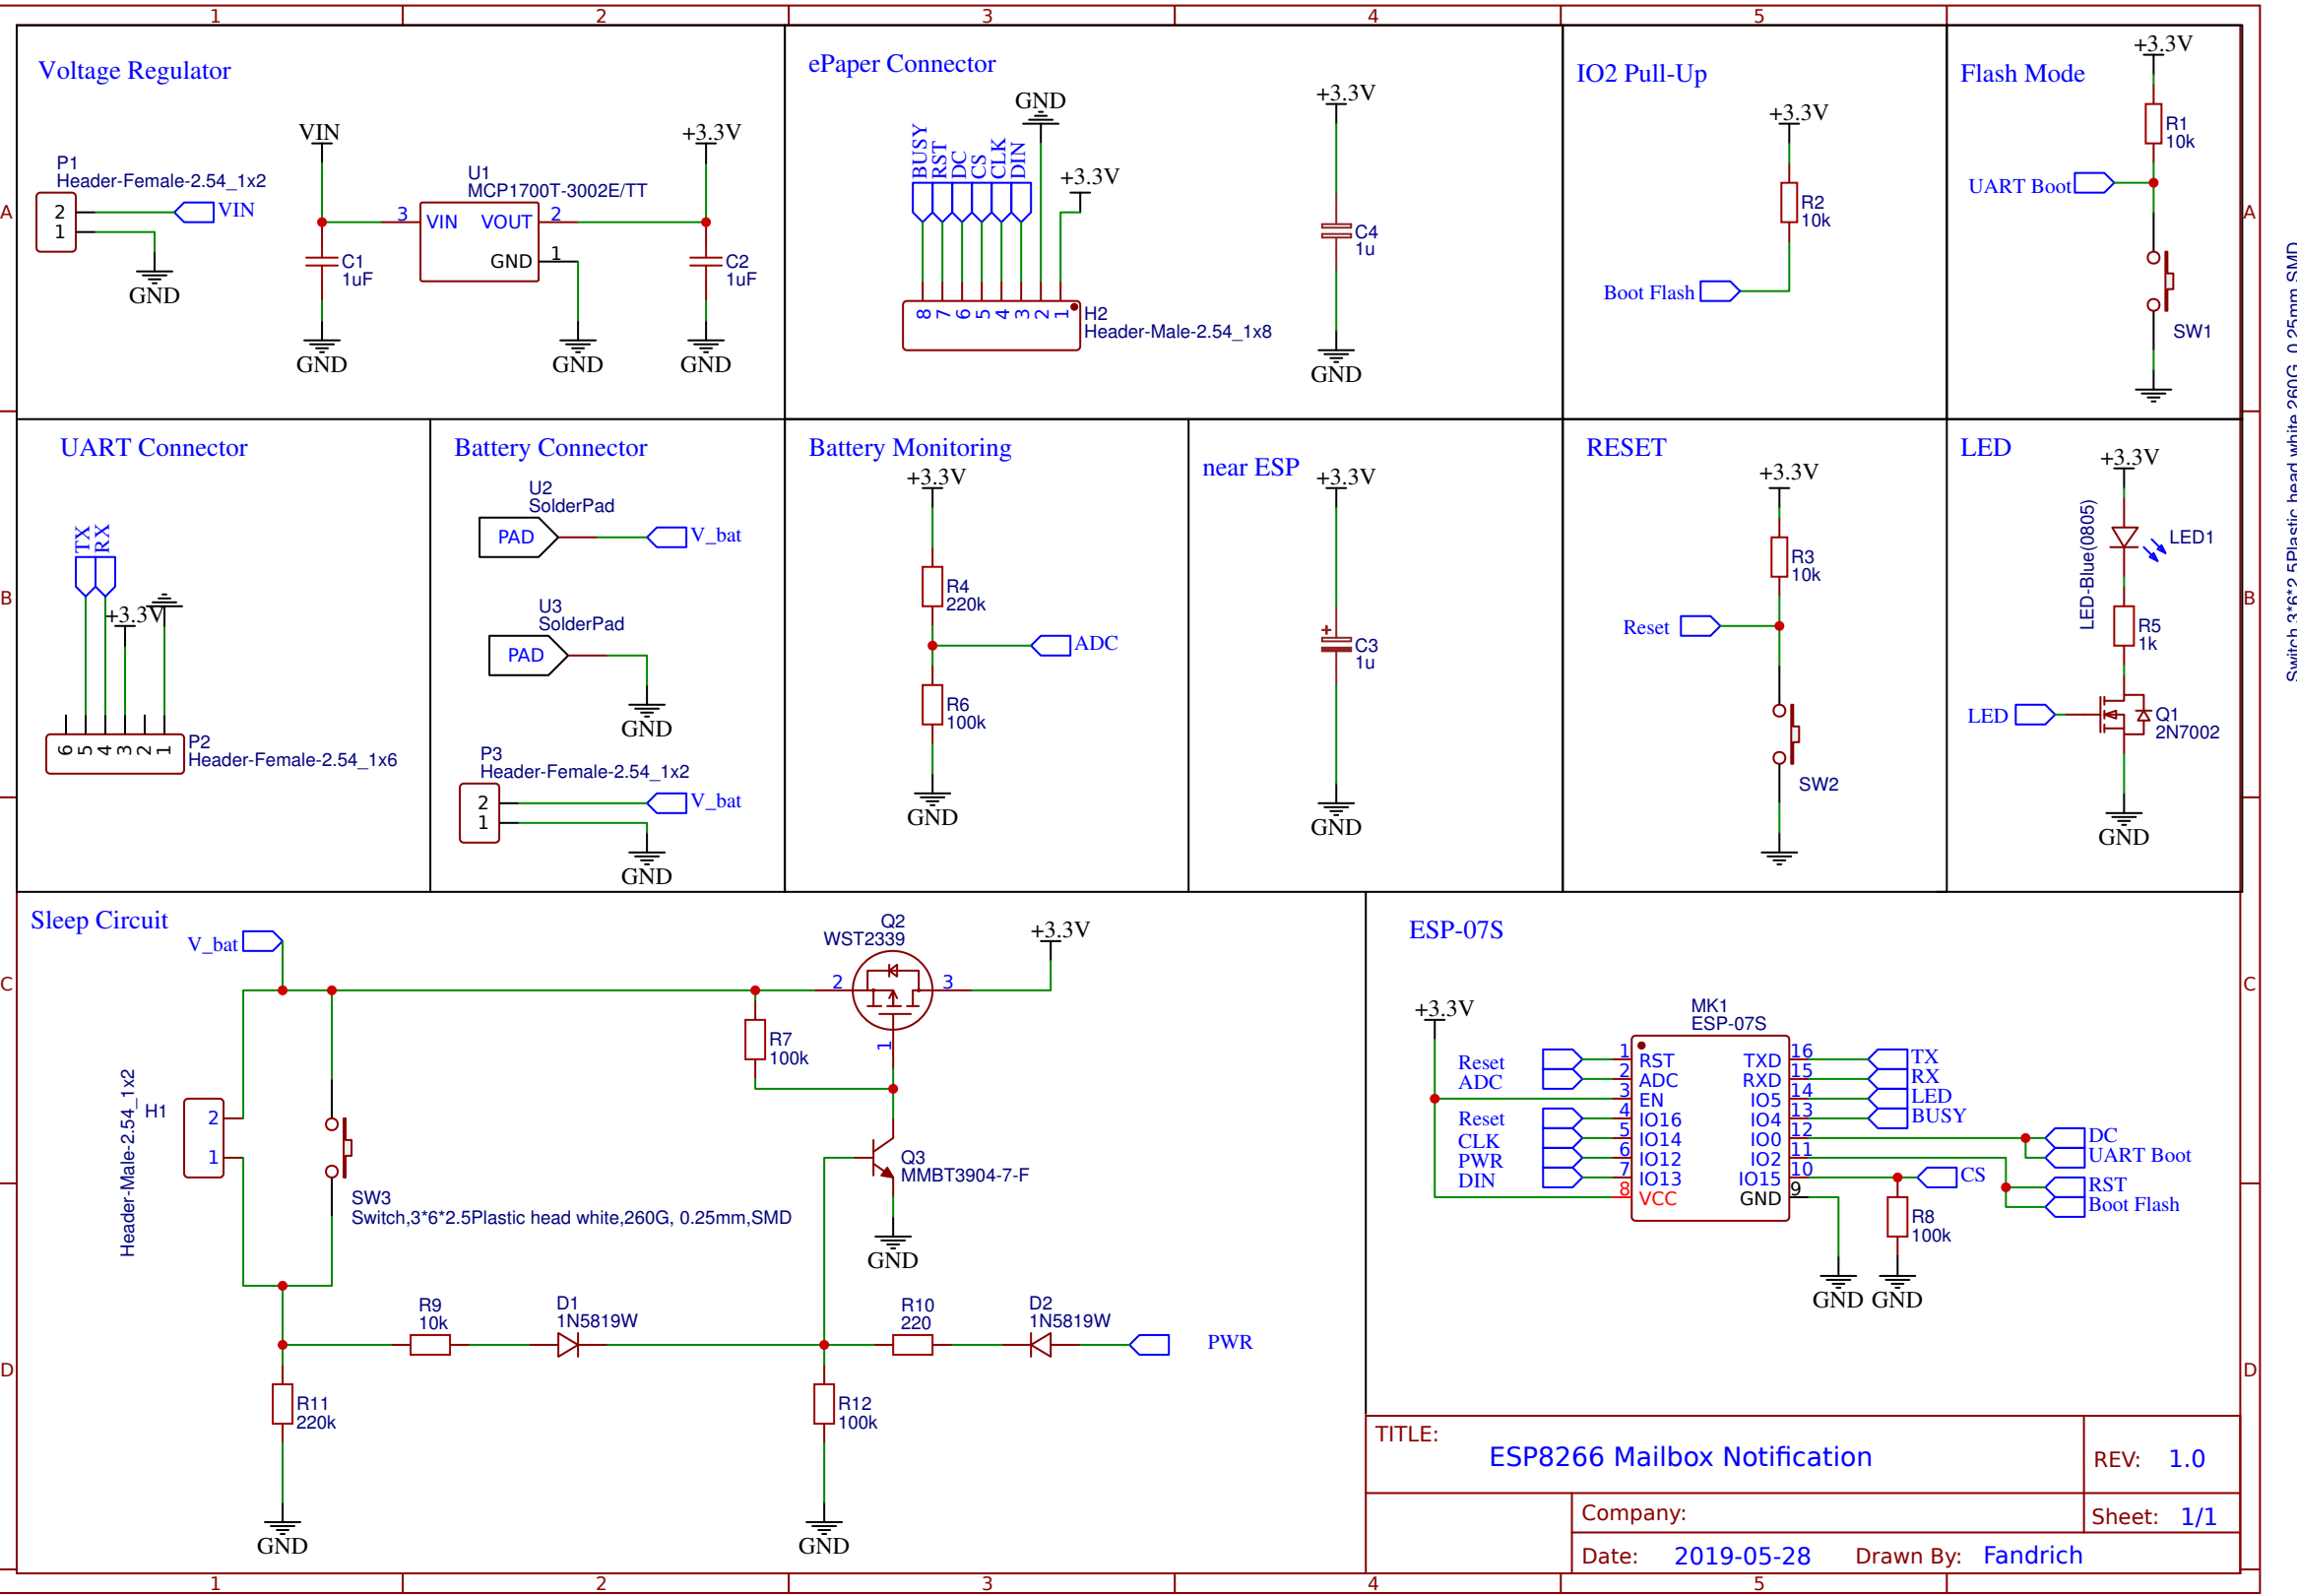 1
2
3
4
5
A
B
C
D
Voltage Regulator
P1
Header-Female-2.54_1x2
2
1
VIN
GND
VIN
C1
1uF
GND
U1
MCP1700T-3002E/TT
3
VIN
VOUT
2
GND
1
GND
+3.3V
C2
1uF
GND
ePaper Connector
BUSY
RST
DC
CS
CLK
DIN
GND
+3.3V
8
7
6
5
4
3
2
1
H2
Header-Male-2.54_1x8
+3.3V
C4
1u
GND
IO2 Pull-Up
+3.3V
R2
10k
Boot Flash
Flash Mode
+3.3V
R1
10k
UART Boot
SW1
Switch,3*6*2.5Plastic head white,260G, 0.25mm,SMD
A
B
C
D
UART Connector
TX
RX
+3.3V
6
5
4
3
2
1
P2
Header-Female-2.54_1x6
Battery Connector
U2
SolderPad
PAD
V_bat
U3
SolderPad
PAD
GND
P3
Header-Female-2.54_1x2
2
1
V_bat
GND
Battery Monitoring
+3.3V
R4
220k
ADC
R6
100k
GND
near ESP
+3.3V
+
C3
1u
GND
RESET
+3.3V
R3
10k
Reset
SW2
LED
+3.3V
LED-Blue(0805)
LED1
R5
1k
LED
Q1
2N7002
GND
Sleep Circuit
V_bat
Q2
WST2339
2
3
1
+3.3V
R7
100k
Header-Male-2.54_1x2
H1
2
1
SW3
Switch,3*6*2.5Plastic head white,260G, 0.25mm,SMD
Q3
MMBT3904-7-F
GND
R9
10k
D1
1N5819W
R10
220
D2
1N5819W
PWR
R11
220k
GND
R12
100k
GND
ESP-07S
+3.3V
MK1
ESP-07S
Reset
1
RST
ADC
2
ADC
3
EN
Reset
4
IO16
CLK
5
IO14
PWR
6
IO12
DIN
7
IO13
8
VCC
TXD
16
TX
RXD
15
RX
IO5
14
LED
IO4
13
BUSY
IO0
12
DC
UART Boot
IO2
11
RST
Boot Flash
IO15
10
CS
GND
9
R8
100k
GND
GND
TITLE:
ESP8266 Mailbox Notification
REV: 1.0
Company:
Sheet: 1/1
Date: 2019-05-28
Drawn By: Fandrich
1
2
3
4
5